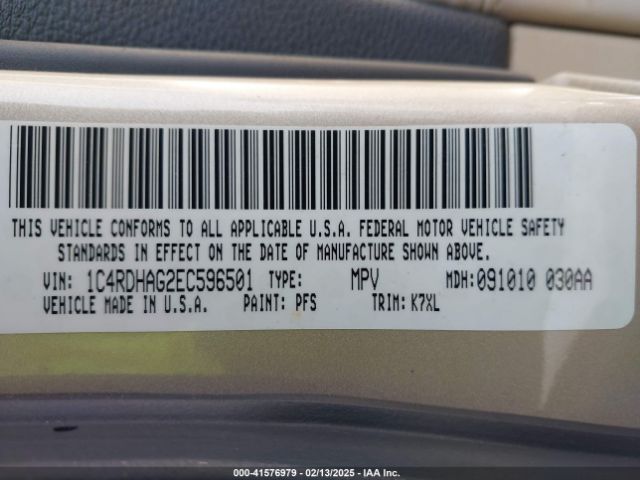 THIS VEHICLE CONFORMS TO ALL APPLICABLE U.S.A. FEDERAL MOTOR VEHICLE SAFETY
STANDARDS IN EFFECT ON THE DATE OF MANUFACTURE SHOWN ABOVE.
VIN: 1C4RDHAG2EC596501 TYPE: MPV MDH:091010 030AA
VEHICLE MADE IN U.S.A. PAINT: PFS TRIM: K7XL
000-41576979 - 02/13/2025 - IAA Inc.